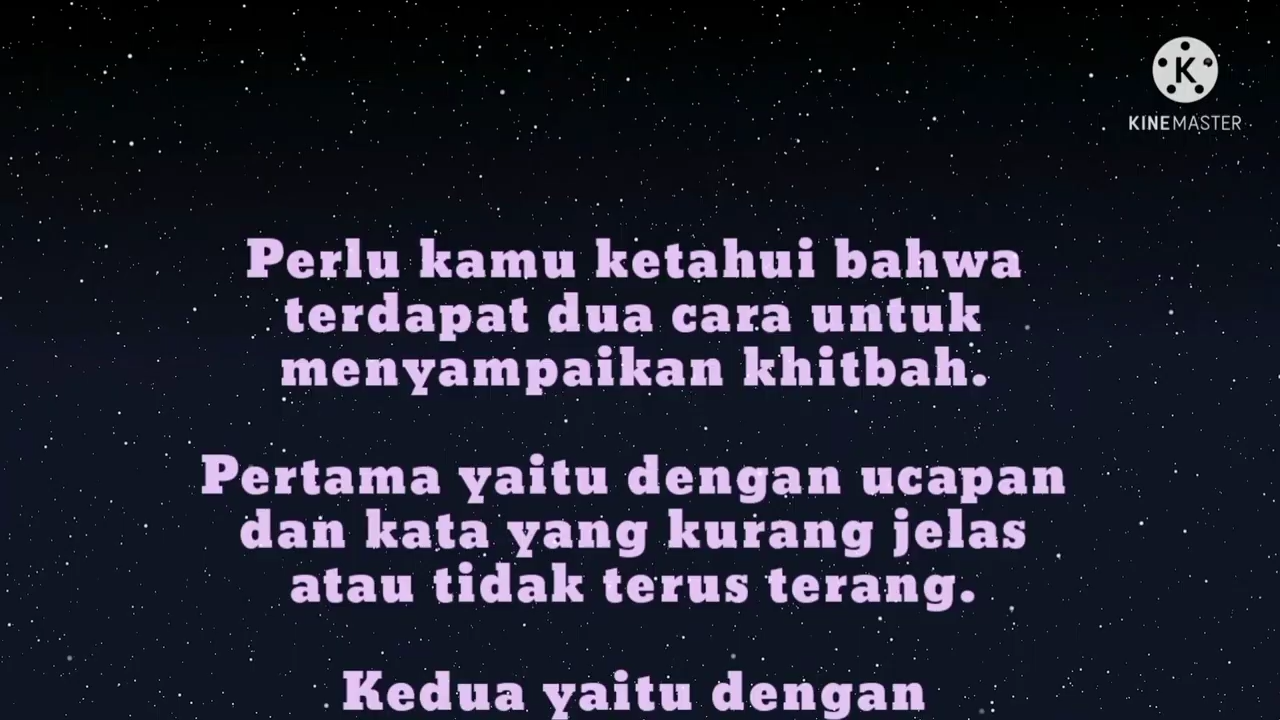 K
KINEMASTER
Perlu kamu ketahui bahwa
terdapat dua cara untuk
menyampaikan khitbah.
Pertama yaitu dengan ucapan
dan kata yang kurang jelas
atau tidak terus terang.
Kedua yaitu dengan